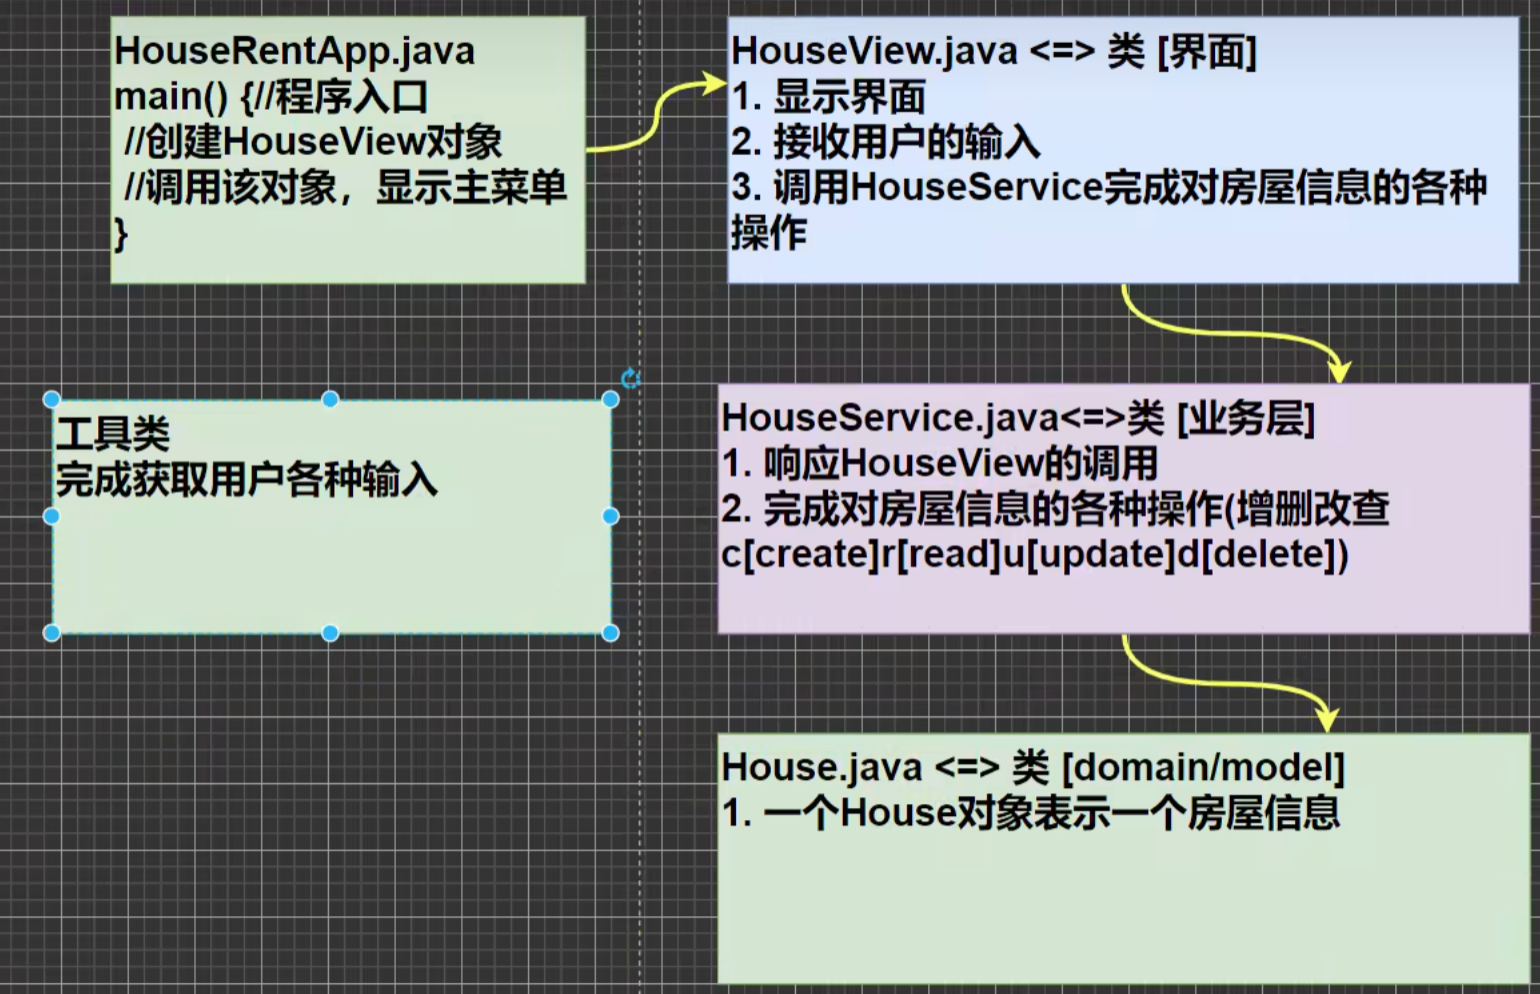 HouseRentApp.java
main() {//程序入口
//创建HouseView对象
//调用该对象，显示主菜单
}
HouseView.java <=> 类 [界面]
1. 显示界面
2. 接收用户的输入
3. 调用HouseService完成对房屋信息的各种
操作
工具类
完成获取用户各种输入
HouseService.java<=>类 [业务层]
1. 响应HouseView的调用
2. 完成对房屋信息的各种操作(增删改查
c[create]r[read]u[update]d[delete])
House.java <=> 类 [domain/model]
1. 一个House对象表示一个房屋信息